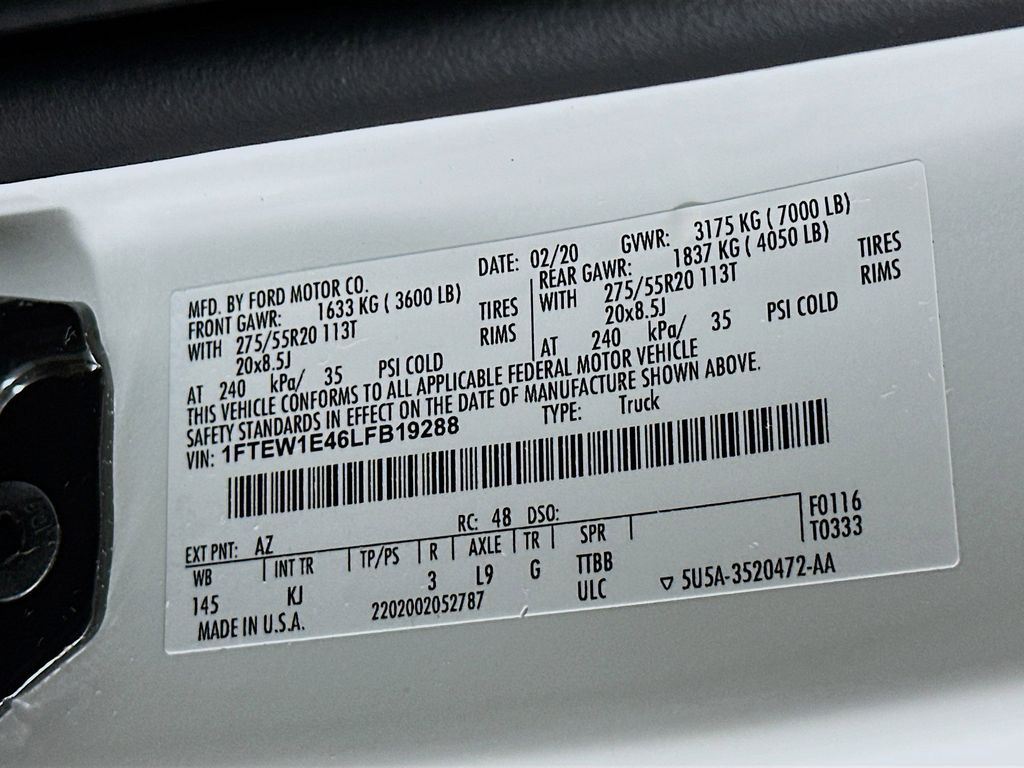 MFD. BY FORD MOTOR CO. DATE: 02/20 GVWR: 3175 KG ( 7000 LB)
FRONT GAWR: 1633 KG ( 3600 LB) REAR GAWR: 1837 KG ( 4050 LB)
WITH 275/55R20 113T TIRES WITH 275/55R20 113T TIRES
20x8.5J RIMS 20x8.5J RIMS
AT 240 kPa/ 35 PSI COLD AT 240 kPa/ 35 PSI COLD
THIS VEHICLE CONFORMS TO ALL APPLICABLE FEDERAL MOTOR VEHICLE
SAFETY STANDARDS IN EFFECT ON THE DATE OF MANUFACTURE SHOWN ABOVE.
VIN: 1FTEW1E46LFB19288 TYPE: Truck
EXT PNT: AZ RC: 48 DSO: F0116
WB INT TR TP/PS R AXLE TR SPR T0333
145 KJ 3 L9 G TTBB
ULC ▽ 5U5A-3520472-AA
MADE IN U.S.A. 2202002052787